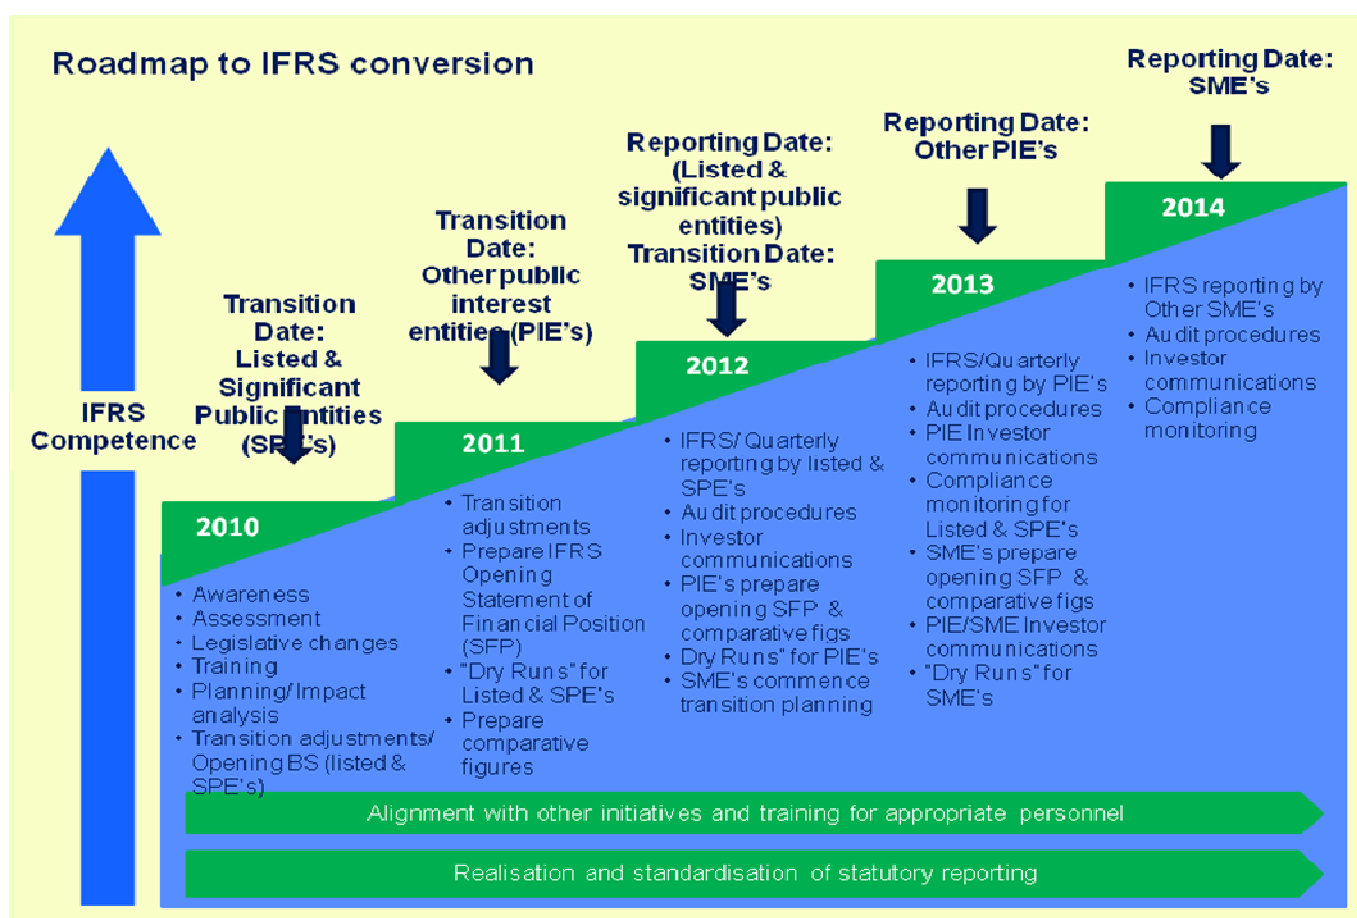 Roadmap to IFRS conversion
IFRS
Competence
Transition
Date:
Listed &
Significant
Public entities
(SPE's)
Transition
Date:
Other public
interest
entities (PIE's)
Reporting Date:
(Listed &
significant public
entities)
Transition Date:
SME's
Reporting Date:
Other PIE's
Reporting Date:
SME's
2010
• Awareness
• Assessment
• Legislative changes
• Training
• Planning/ Impact
analysis
• Transition adjustments/
Opening BS (listed &
SPE's)
2011
• Transition
adjustments
• Prepare IFRS
Opening
Statement of
Financial Position
(SFP)
• "Dry Runs" for
Listed & SPE's
• Prepare
comparative
figures
2012
• IFRS/ Quarterly
reporting by listed &
SPE's
• Audit procedures
• Investor
communications
• PIE's prepare
opening SFP &
comparative figs
• Dry Runs" for PIE's
• SME's commence
transition planning
2013
• IFRS/Quarterly
reporting by PIE's
• Audit procedures
• PIE Investor
communications
• Compliance
monitoring for
Listed & SPE's
• SME's prepare
opening SFP &
comparative figs
• PIE/SME Investor
communications
• "Dry Runs" for
SME's
2014
• IFRS reporting by
Other SME's
• Audit procedures
• Investor
communications
• Compliance
monitoring
Alignment with other initiatives and training for appropriate personnel
Realisation and standardisation of statutory reporting